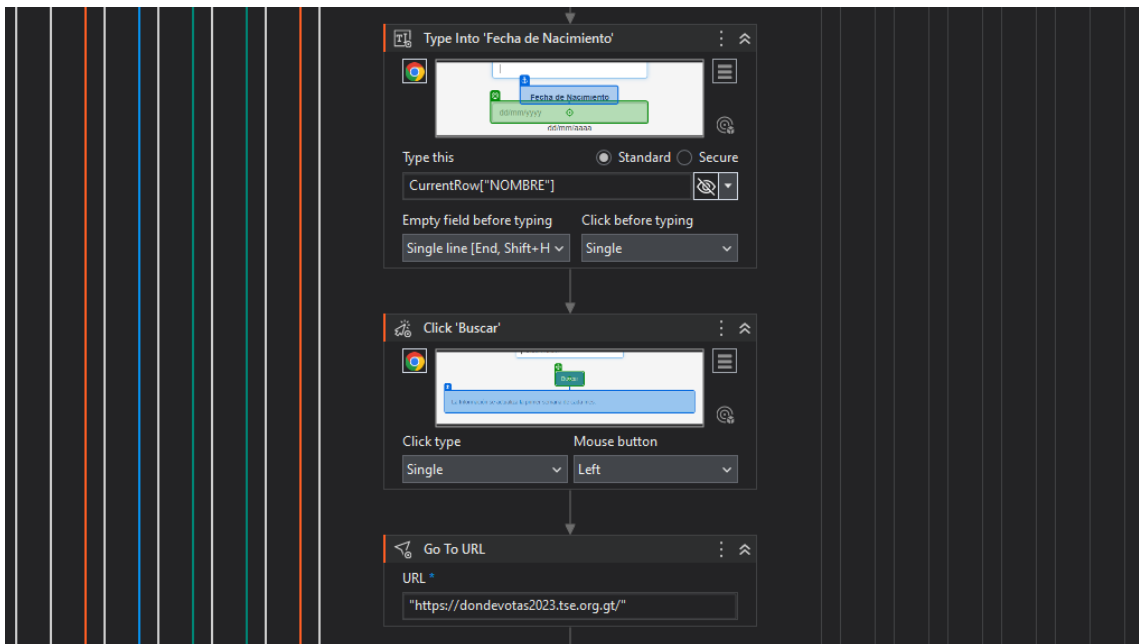 Type Into 'Fecha de Nacimiento'
Fecha de Nacimiento
dd/mm/yyyy
dd/mm/aaaa
Type this
Standard
Secure
CurrentRow["NOMBRE"]
Empty field before typing
Click before typing
Single line [End, Shift+H
Single
Click 'Buscar'
Buscar
Click type
Mouse button
Single
Left
Go To URL
URL *
"https://dondevotas2023.tse.org.gt/"